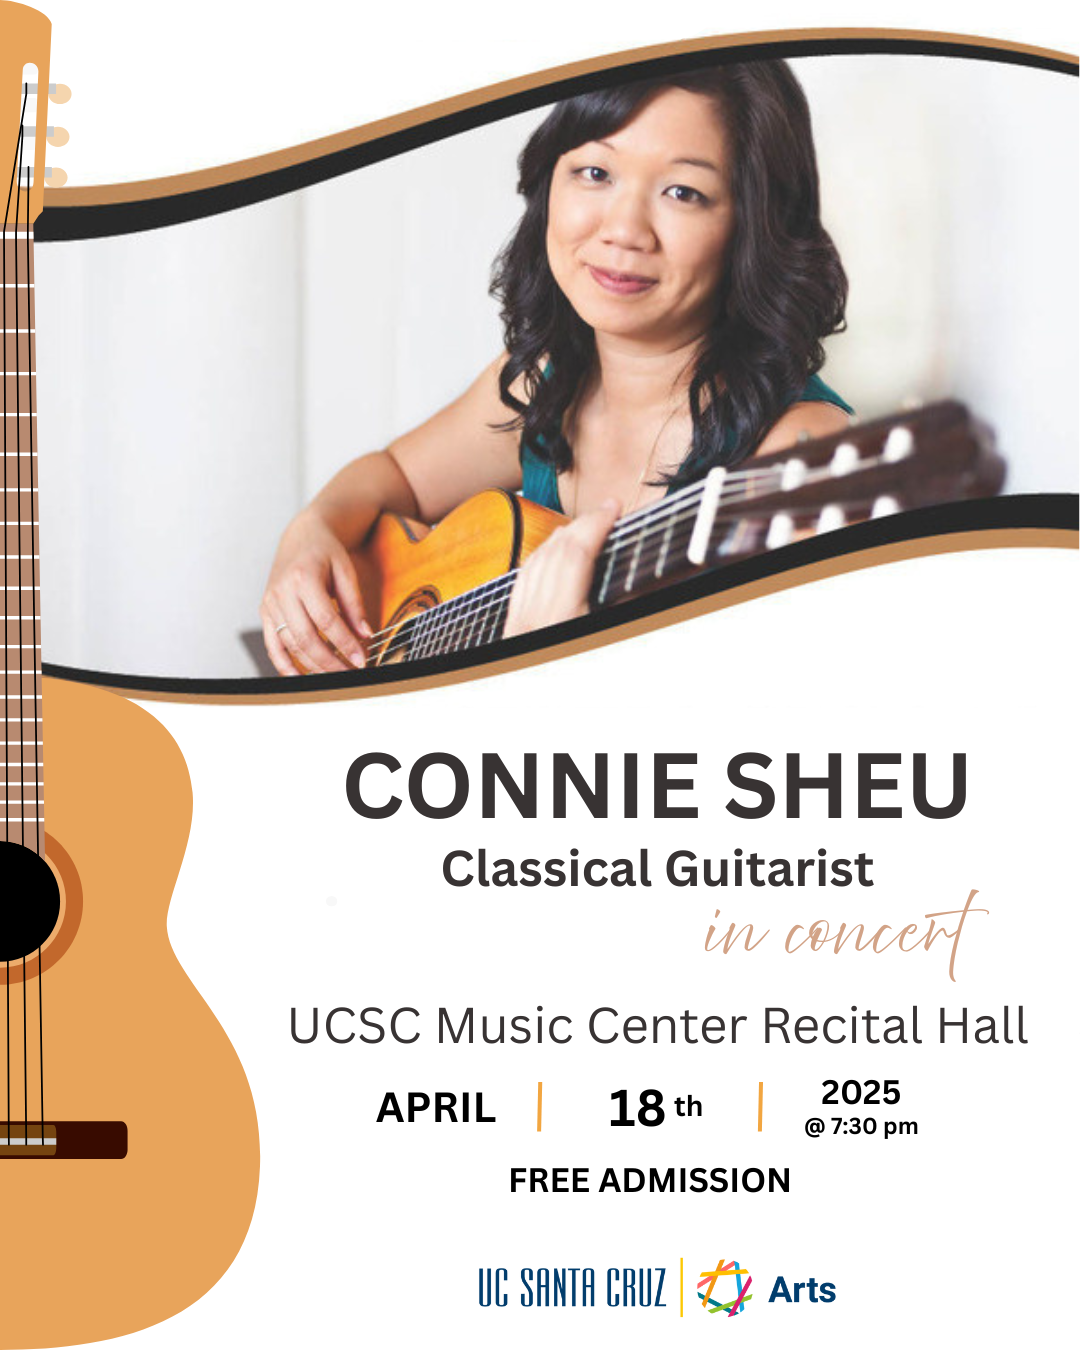 CONNIE SHEU
Classical Guitarist
in concert
UCSC Music Center Recital Hall
APRIL | 18 th | 2025
@ 7:30 pm
FREE ADMISSION
UC SANTA CRUZ | Arts